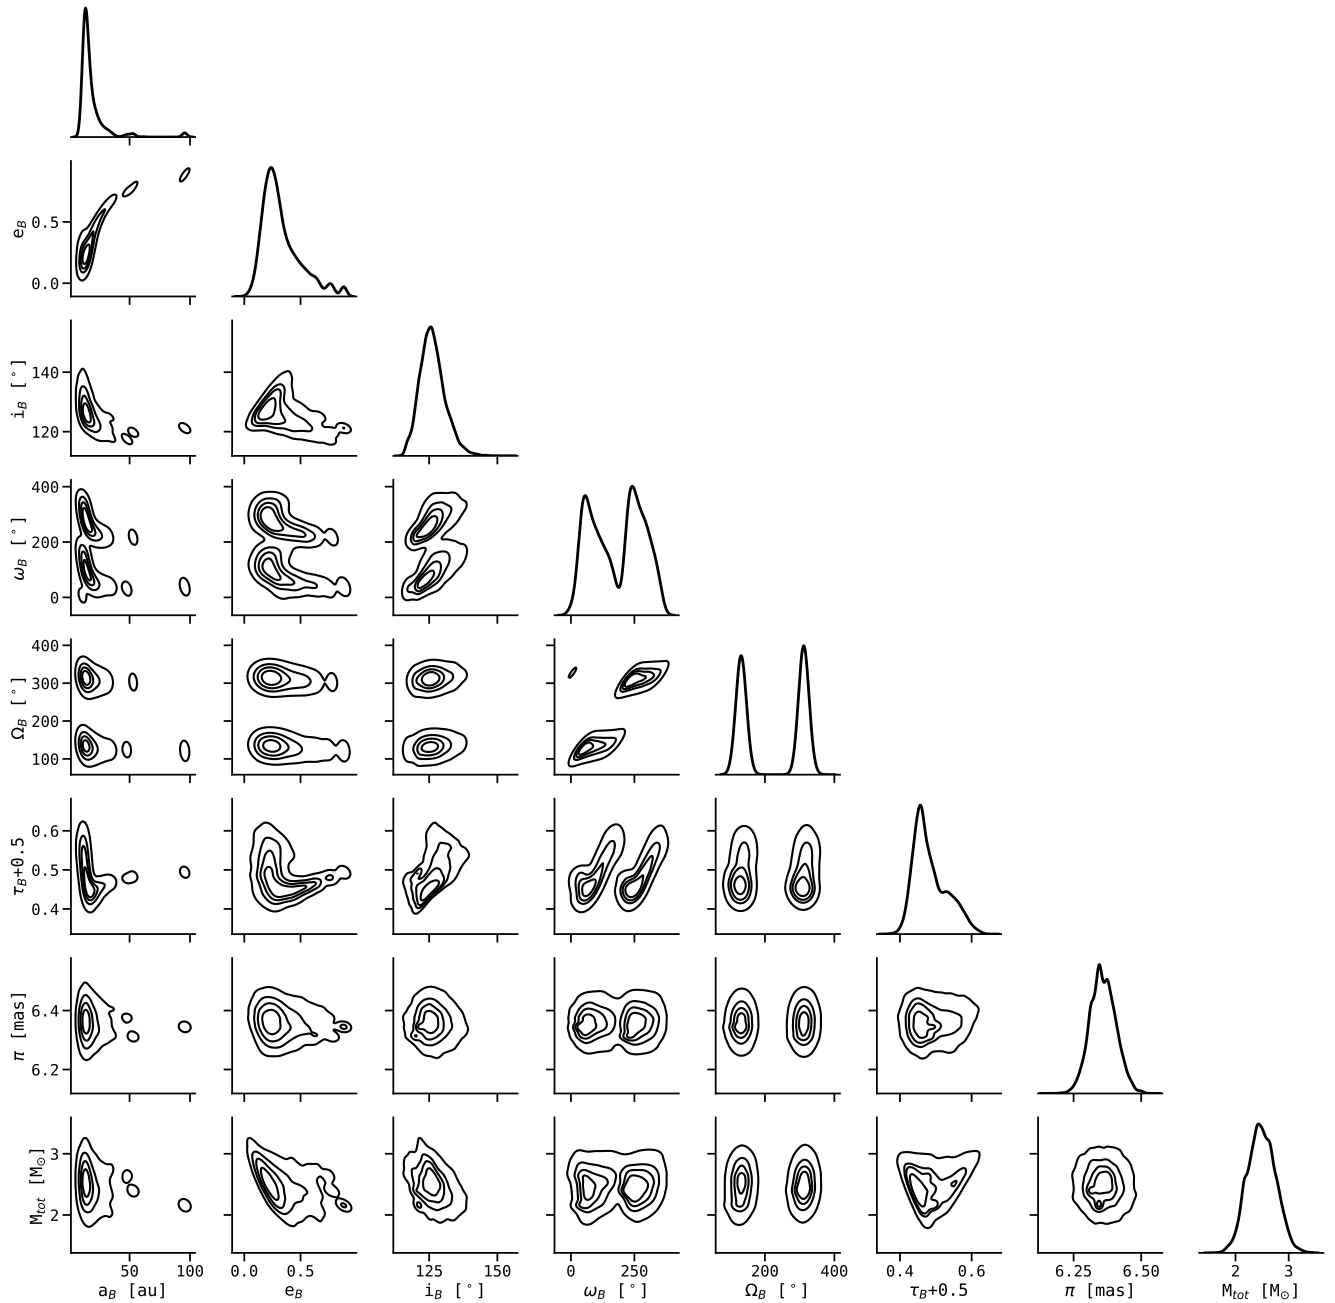 e_B
0.5
0.0
i_B [°]
140
120
ω_B [°]
400
200
0
Ω_B [°]
400
300
200
100
τ_B+0.5
0.6
0.5
0.4
π [mas]
6.4
6.2
M_tot [M_⊙]
3
2
50 100 0.0 0.5 125 150 0 250 200 400 0.4 0.6 6.25 6.50 2 3
a_B [au] e_B i_B [°] ω_B [°] Ω_B [°] τ_B+0.5 π [mas] M_tot [M_⊙]